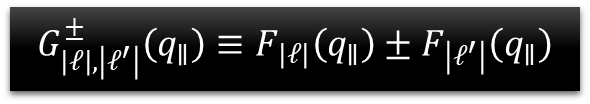 G^±_{|ℓ|,|ℓ′|}(q_∥) ≡ F_{|ℓ|}(q_∥) ± F_{|ℓ′|}(q_∥)